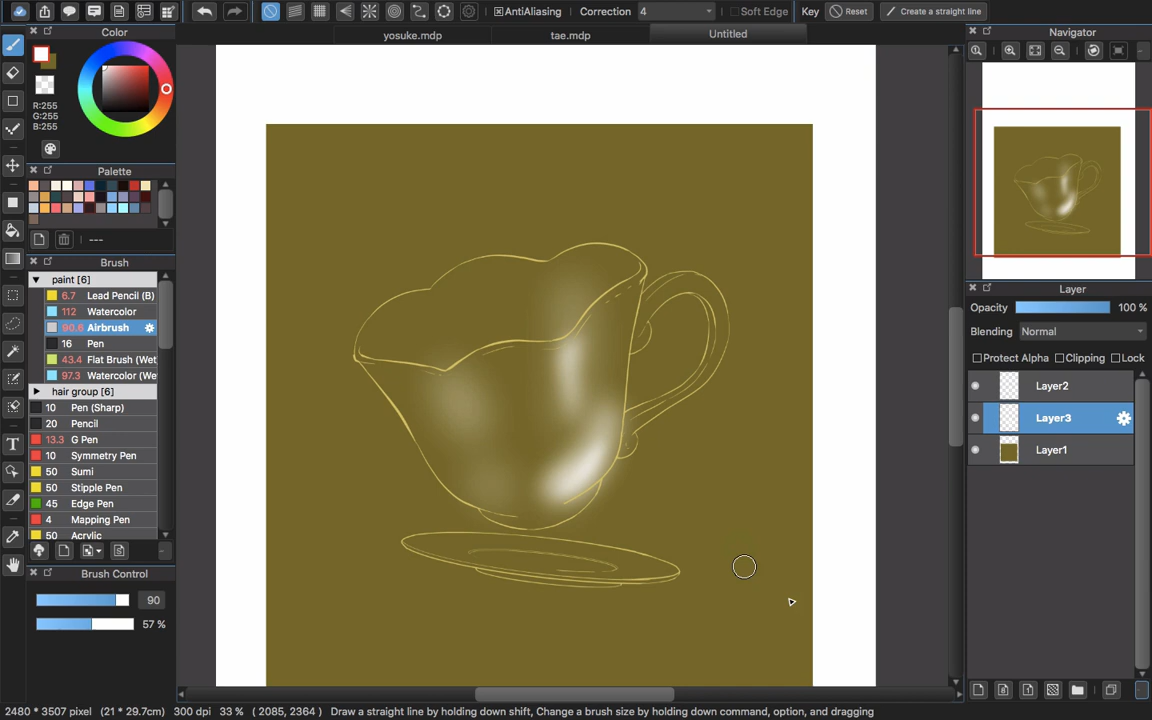 AntiAliasing Correction 4 Soft Edge Key Reset Create a straight line
yosuke.mdp tae.mdp Untitled
Color
R:255
G:255
B:255
Palette
---
Brush
paint [6]
6.7 Lead Pencil (B)
112 Watercolor
90.6 Airbrush
16 Pen
43.4 Flat Brush (Wet
97.3 Watercolor (We
hair group [6]
10 Pen (Sharp)
20 Pencil
13.3 G Pen
10 Symmetry Pen
50 Sumi
50 Stipple Pen
45 Edge Pen
4 Mapping Pen
50 Acrylic
Brush Control
90
57 %
Navigator
Layer
Opacity 100 %
Blending Normal
Protect Alpha Clipping Lock
Layer2
Layer3
Layer1
2480 * 3507 pixel (21 * 29.7cm) 300 dpi 33 % ( 2085, 2364 ) Draw a straight line by holding down shift, Change a brush size by holding down command, option, and dragging